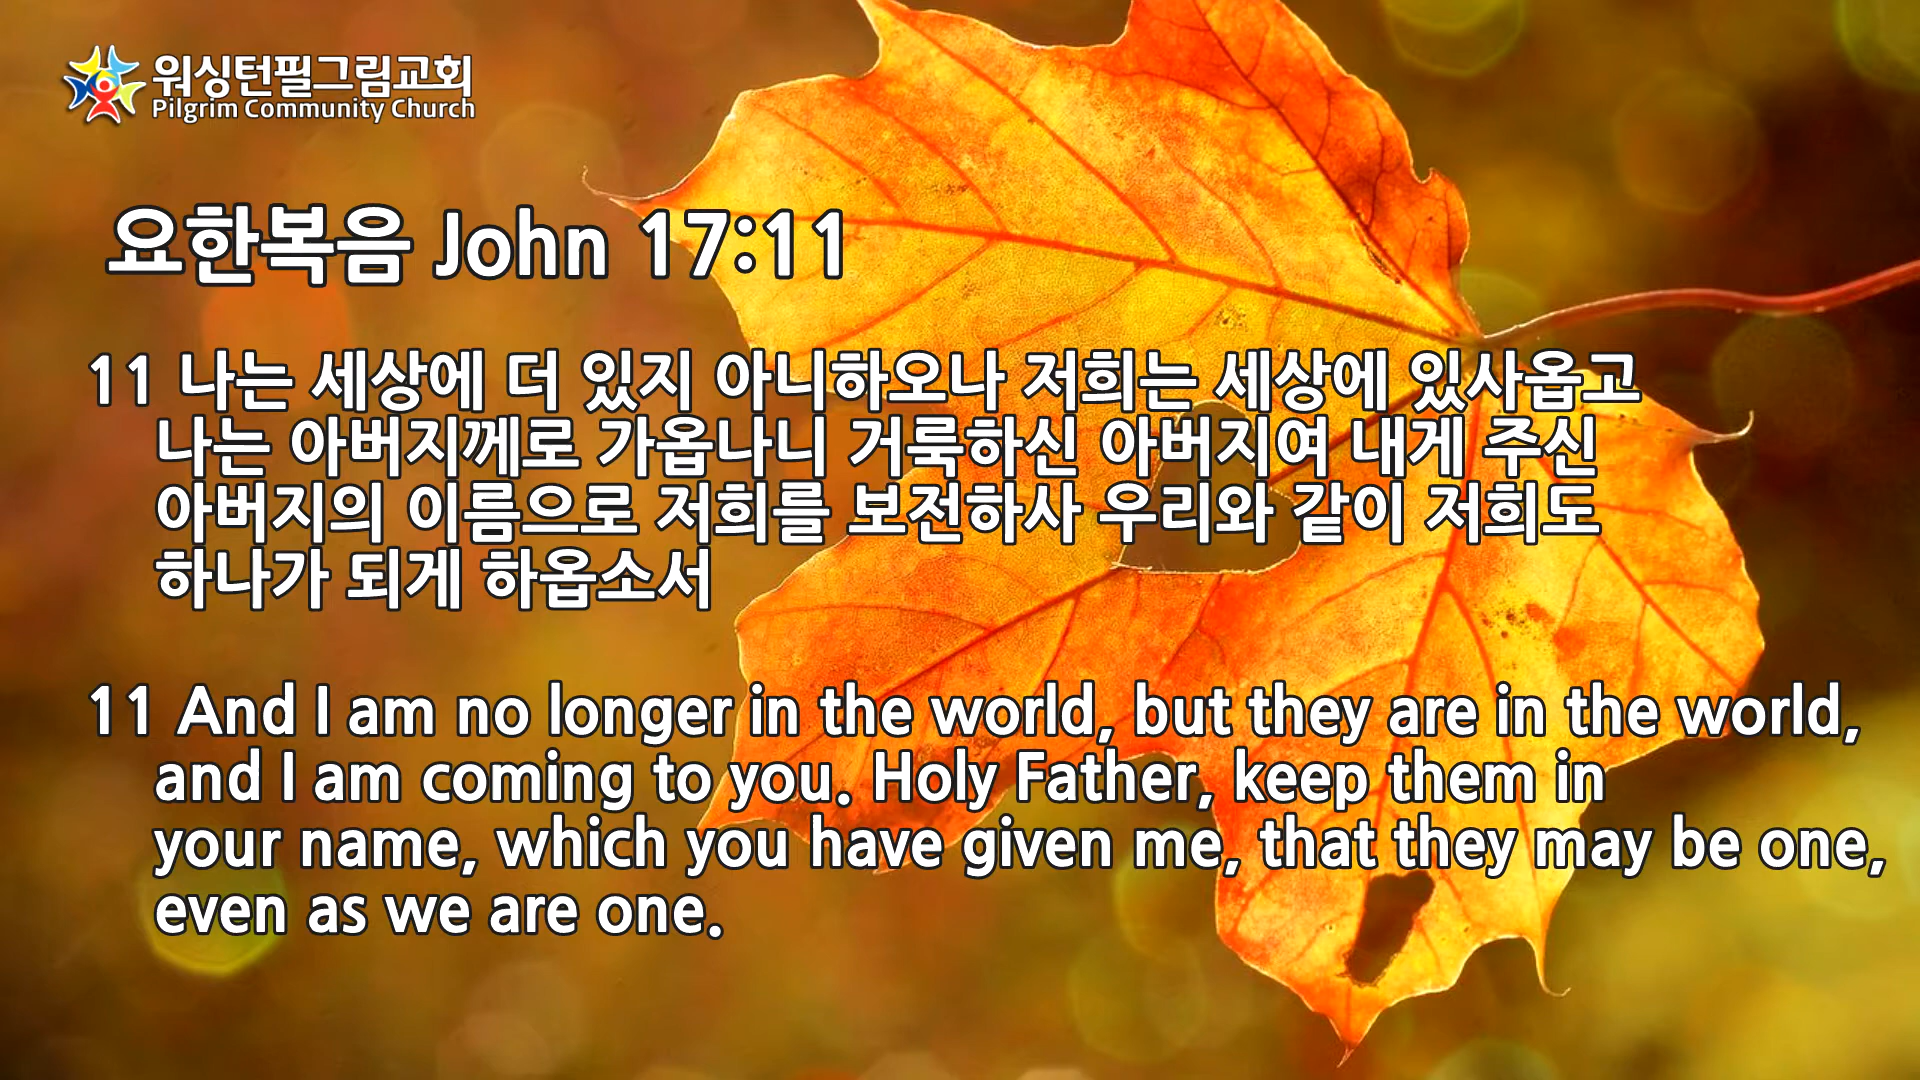 워싱턴필그림교회
Pilgrim Community Church
요한복음 John 17:11
11 나는 세상에 더 있지 아니하오나 저희는 세상에 있사옵고
나는 아버지께로 가옵나니 거룩하신 아버지여 내게 주신
아버지의 이름으로 저희를 보전하사 우리와 같이 저희도
하나가 되게 하옵소서
11 And I am no longer in the world, but they are in the world,
and I am coming to you. Holy Father, keep them in
your name, which you have given me, that they may be one,
even as we are one.